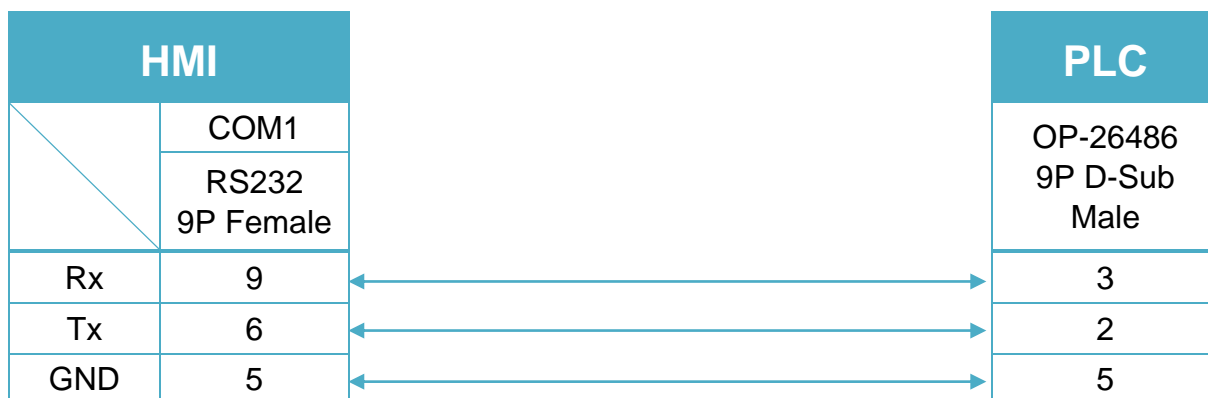 HMI
PLC
COM1
RS232
9P Female
OP-26486
9P D-Sub
Male
Rx 9 3
Tx 6 2
GND 5 5